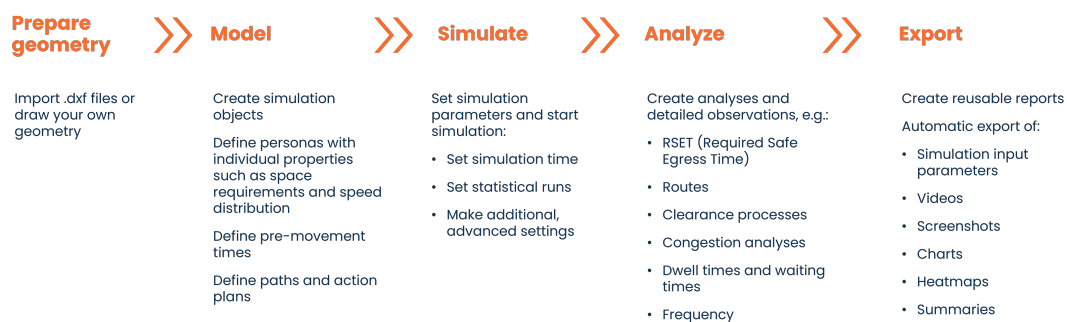 Prepare
geometry
Model
Simulate
Analyze
Export
Import .dxf files or
draw your own
geometry
Create simulation
objects
Define personas with
individual properties
such as space
requirements and speed
distribution
Define pre-movement
times
Define paths and action
plans
Set simulation
parameters and start
simulation:
• Set simulation time
• Set statistical runs
• Make additional,
advanced settings
Create analyses and
detailed observations, e.g.:
• RSET (Required Safe
Egress Time)
• Routes
• Clearance processes
• Congestion analyses
• Dwell times and waiting
times
• Frequency
Create reusable reports
Automatic export of:
• Simulation input
parameters
• Videos
• Screenshots
• Charts
• Heatmaps
• Summaries